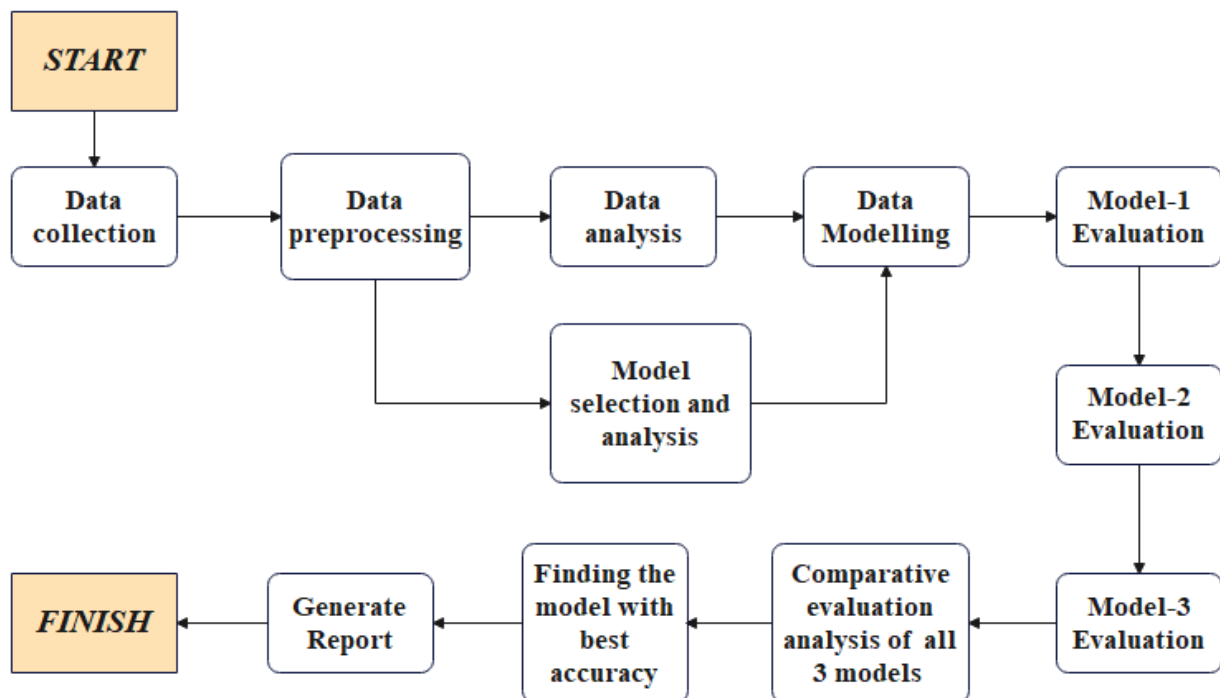 START
Data
collection
Data
preprocessing
Data
analysis
Data
Modelling
Model-1
Evaluation
Model
selection and
analysis
Model-2
Evaluation
Model-3
Evaluation
Comparative
evaluation
analysis of all
3 models
Finding the
model with
best
accuracy
Generate
Report
FINISH